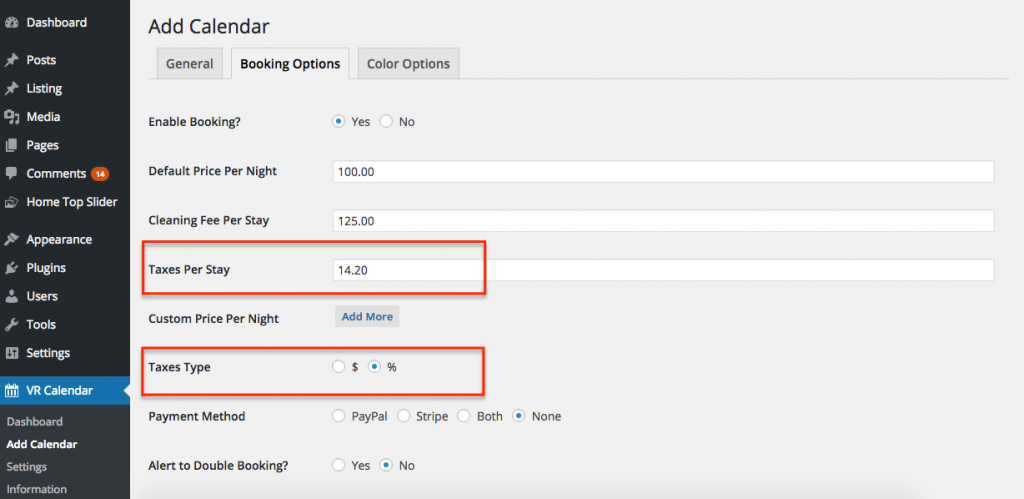 Dashboard
Posts
Listing
Media
Pages
Comments 14
Home Top Slider
Appearance
Plugins
Users
Tools
Settings
VR Calendar
Dashboard
Add Calendar
Settings
Information
Add Calendar
General Booking Options Color Options
Enable Booking? Yes No
Default Price Per Night 100.00
Cleaning Fee Per Stay 125.00
Taxes Per Stay 14.20
Custom Price Per Night Add More
Taxes Type $ %
Payment Method PayPal Stripe Both None
Alert to Double Booking? Yes No